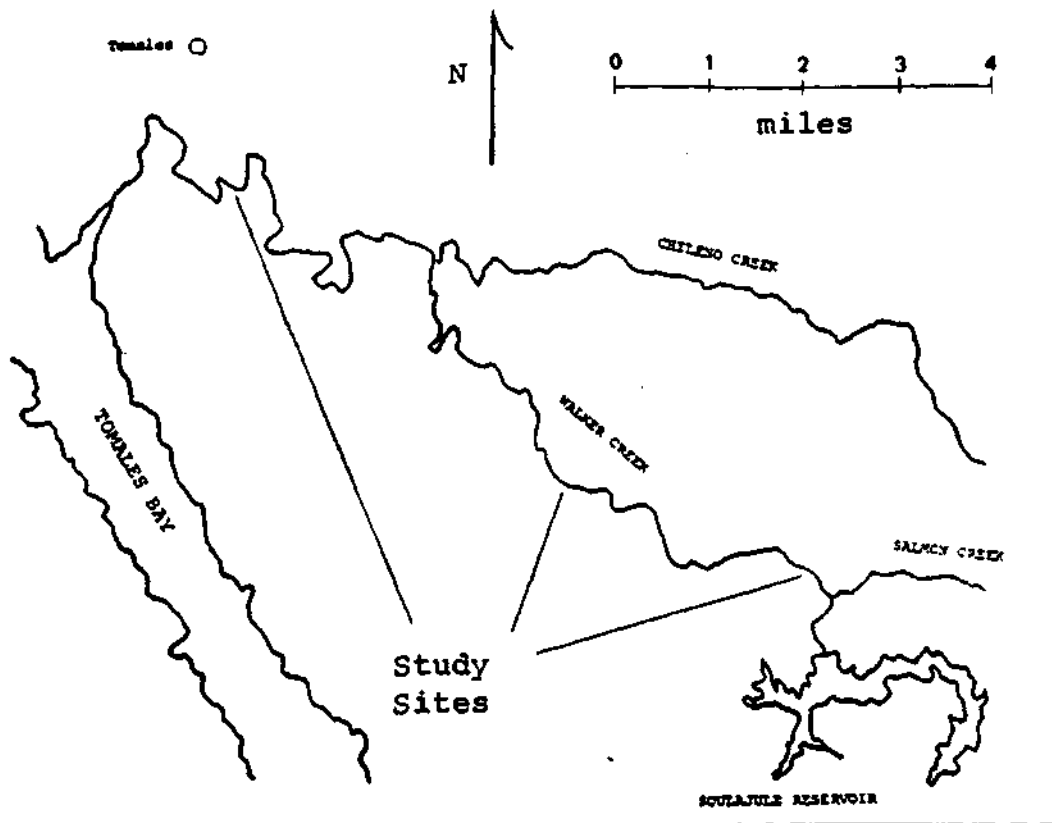 Tomales
N
0 1 2 3 4
miles
CHILENO CREEK
WALKER CREEK
TOMALES BAY
SALMON CREEK
Study
Sites
SOULAJULE RESERVOIR